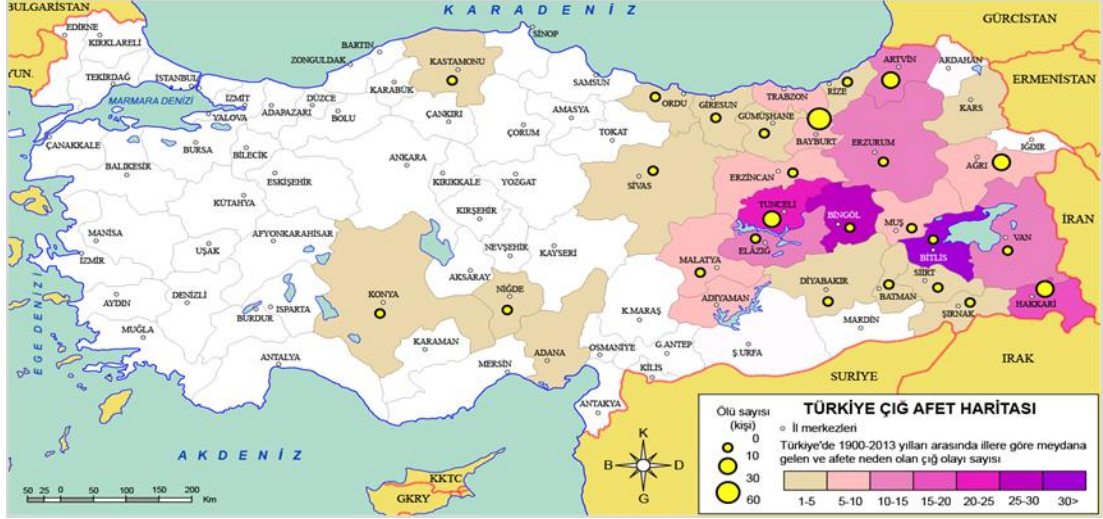 BULGARİSTAN
K A R A D E N İ Z
GÜRCİSTAN
EDİRNE
KIRKLARELİ
SİNOP
BARTIN
KASTAMONU
ARTVİN
ARDAHAN
ZONGULDAK
ERMENİSTAN
YUN.
TEKİRDAĞ
İSTANBUL
KARABÜK
SAMSUN
RİZE
TRABZON
ORDU
GİRESUN
KARS
MARMARA DENİZİ
İZMİT
DÜZCE
ADAPAZARI
YALOVA
BOLU
ÇANKIRI
AMASYA
GÜMÜŞHANE
ÇORUM
TOKAT
BAYBURT
ERZURUM
IĞDIR
ÇANAKKALE
BURSA
BİLECİK
ANKARA
AĞRI
BALIKESİR
ESKİŞEHİR
KIRIKKALE
YOZGAT
SİVAS
ERZİNCAN
KÜTAHYA
KIRŞEHİR
TUNCELİ
BİNGÖL
MUŞ
İRAN
MANİSA
UŞAK
AFYONKARAHİSAR
NEVŞEHİR
KAYSERİ
ELÂZIĞ
VAN
BİTLİS
İZMİR
AKSARAY
MALATYA
SİİRT
EGE DENİZİ
AYDIN
DENİZLİ
ISPARTA
BURDUR
KONYA
NİĞDE
ADIYAMAN
DİYABAKIR
BATMAN
HAKKARİ
ŞIRNAK
MUĞLA
KARAMAN
K.MARAŞ
MARDİN
ANTALYA
MERSİN
ADANA
OSMANİYE
G.ANTEP
Ş.URFA
KİLİS
IRAK
SURİYE
ANTAKYA
A K D E N İ Z
KKTC
GKRY
K
B D
G
50 25 0 50 100 150 200
Km
Ölü sayısı
(kişi)
0
10
30
60
TÜRKİYE ÇIĞ AFET HARİTASI
İl merkezleri
Türkiye'de 1900-2013 yılları arasında illere göre meydana
gelen ve afete neden olan çığ olayı sayısı
1-5 5-10 10-15 15-20 20-25 25-30 30>